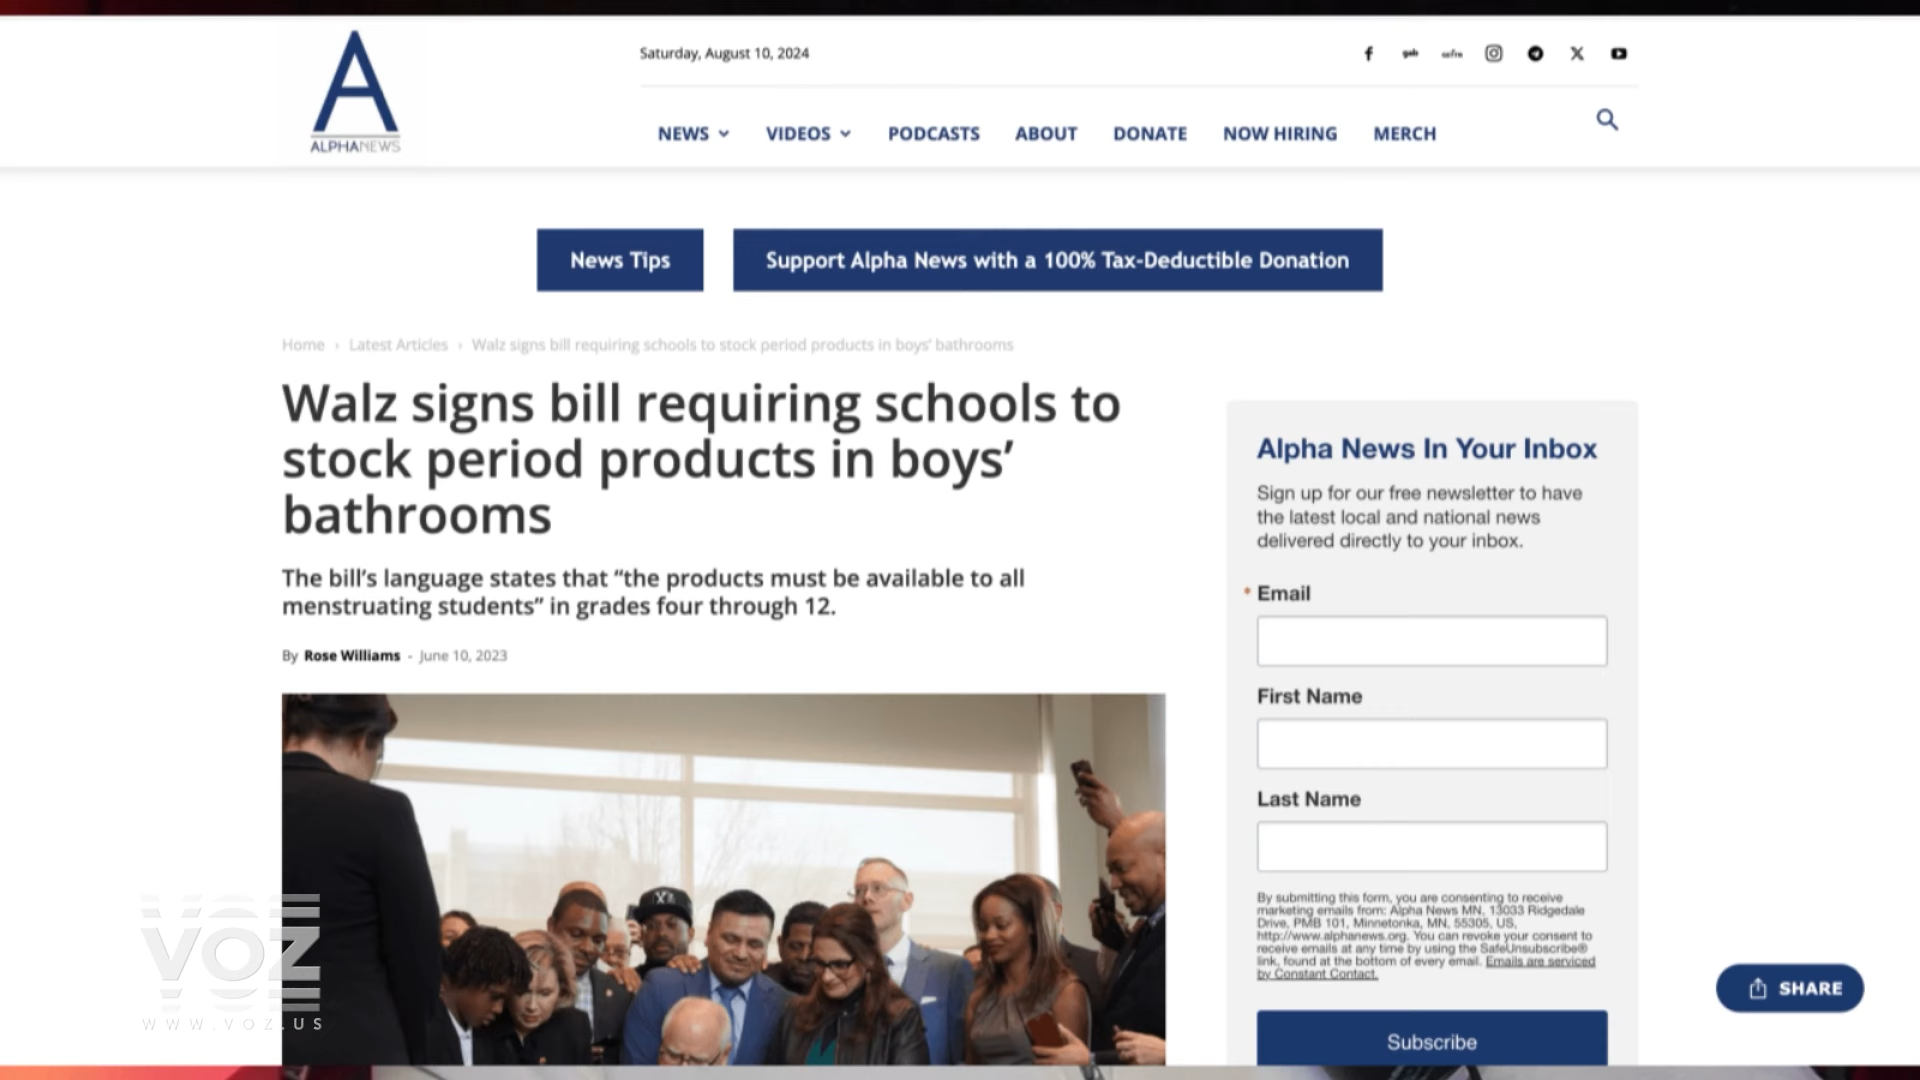 Saturday, August 10, 2024
A
ALPHANEWS
NEWS VIDEOS PODCASTS ABOUT DONATE NOW HIRING MERCH
News Tips
Support Alpha News with a 100% Tax-Deductible Donation
Home › Latest Articles › Walz signs bill requiring schools to stock period products in boys’ bathrooms
Walz signs bill requiring schools to
stock period products in boys’
bathrooms
The bill’s language states that “the products must be available to all
menstruating students” in grades four through 12.
By Rose Williams - June 10, 2023
Alpha News In Your Inbox
Sign up for our free newsletter to have
the latest local and national news
delivered directly to your inbox.
* Email
First Name
Last Name
By submitting this form, you are consenting to receive
marketing emails from: Alpha News MN, 13033 Ridgedale
Drive, PMB 101, Minnetonka, MN, 55305, US,
http://www.alphanews.org. You can revoke your consent to
receive emails at any time by using the SafeUnsubscribe®
link, found at the bottom of every email. Emails are serviced
by Constant Contact.
Subscribe
SHARE
VOZ
WWW.VOZ.US